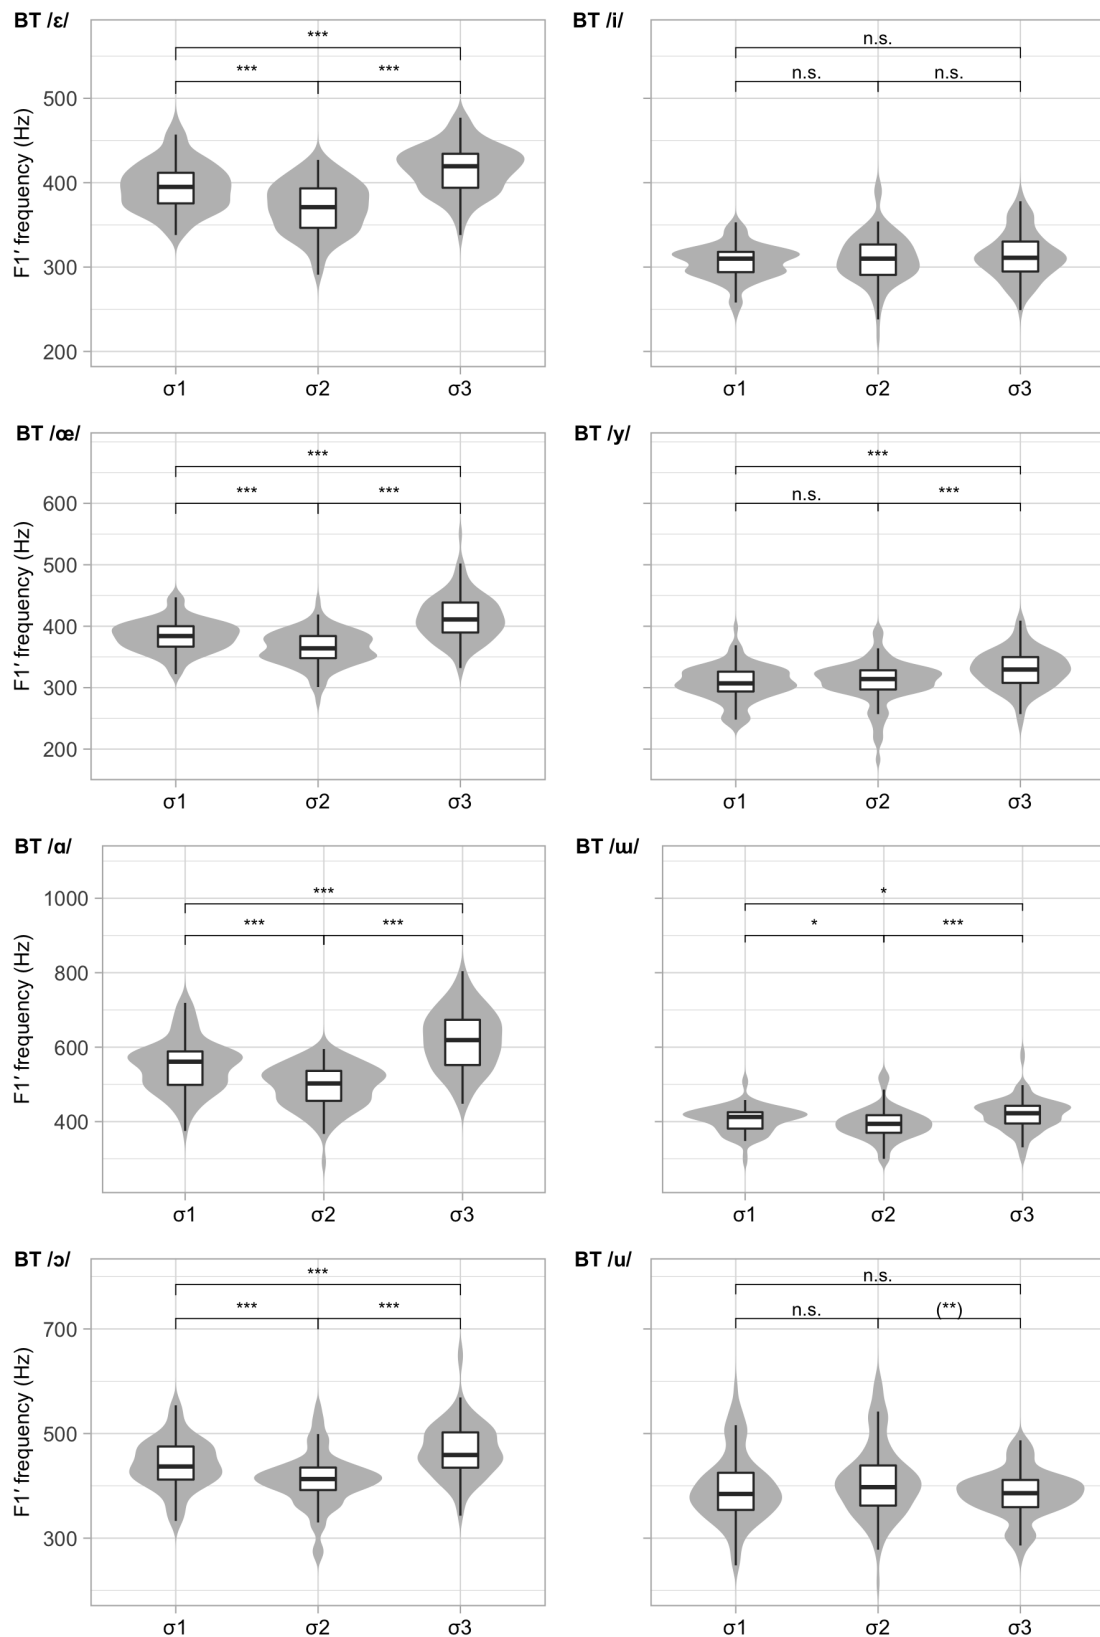 BT /ɛ/
F1′ frequency (Hz)
***
*** ***
500
400
300
200
σ1 σ2 σ3
BT /i/
n.s.
n.s. n.s.
σ1 σ2 σ3
BT /œ/
F1′ frequency (Hz)
***
*** ***
600
500
400
300
200
σ1 σ2 σ3
BT /y/
***
n.s. ***
σ1 σ2 σ3
BT /ɑ/
F1′ frequency (Hz)
***
*** ***
1000
800
600
400
σ1 σ2 σ3
BT /ɯ/
*
* ***
σ1 σ2 σ3
BT /ɔ/
F1′ frequency (Hz)
***
*** ***
700
500
300
σ1 σ2 σ3
BT /u/
n.s.
n.s. (**)
σ1 σ2 σ3